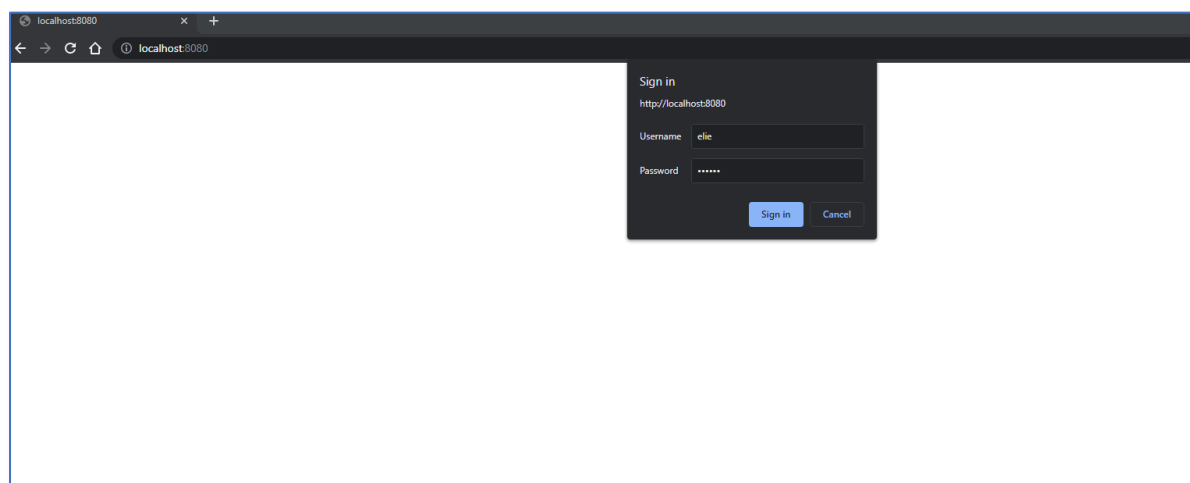 localhost:8080
localhost:8080
Sign in
http://localhost:8080
Username elie
Password ••••••
Sign in Cancel